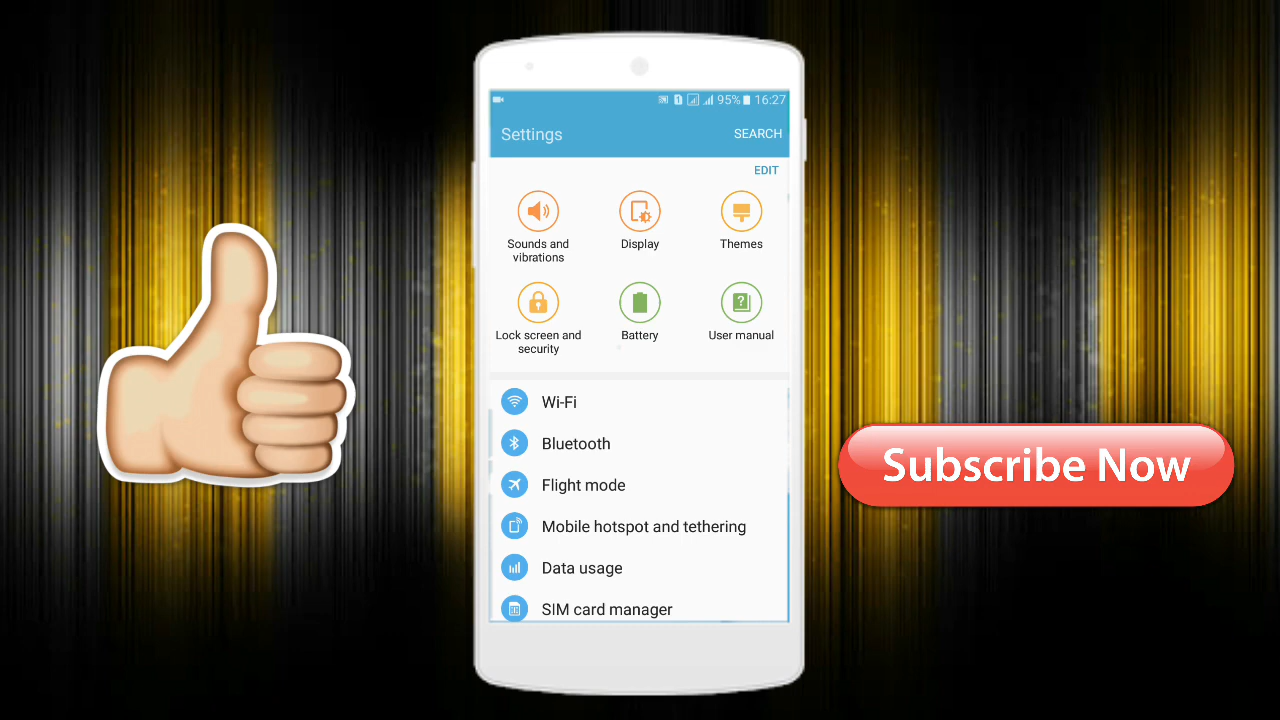 95% 16:27
Settings SEARCH
EDIT
Sounds and vibrations
Display
Themes
Lock screen and security
Battery
User manual
Wi-Fi
Bluetooth
Flight mode
Mobile hotspot and tethering
Data usage
SIM card manager
Subscribe Now